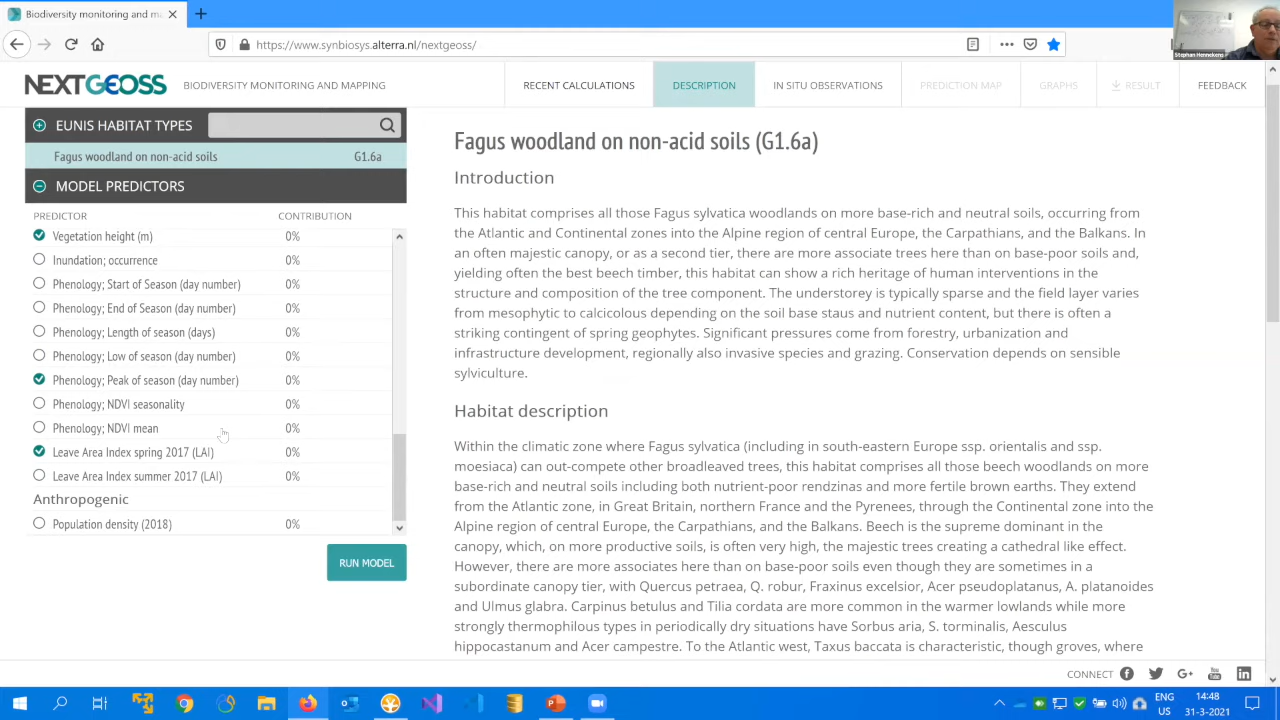 Biodiversity monitoring and m
https://www.synbiosys.alterra.nl/nextgeoss/
Stephan Hennekens
NEXTGEOSS
BIODIVERSITY MONITORING AND MAPPING
RECENT CALCULATIONS
DESCRIPTION
IN SITU OBSERVATIONS
PREDICTION MAP
GRAPHS
RESULT
FEEDBACK
EUNIS HABITAT TYPES
Fagus woodland on non-acid soils G1.6a
MODEL PREDICTORS
PREDICTOR CONTRIBUTION
Vegetation height (m) 0%
Inundation; occurrence 0%
Phenology; Start of Season (day number) 0%
Phenology; End of Season (day number) 0%
Phenology; Length of season (days) 0%
Phenology; Low of season (day number) 0%
Phenology; Peak of season (day number) 0%
Phenology; NDVI seasonality 0%
Phenology; NDVI mean 0%
Leave Area Index spring 2017 (LAI) 0%
Leave Area Index summer 2017 (LAI) 0%
Anthropogenic
Population density (2018) 0%
RUN MODEL
Fagus woodland on non-acid soils (G1.6a)
Introduction
This habitat comprises all those Fagus sylvatica woodlands on more base-rich and neutral soils, occurring from
the Atlantic and Continental zones into the Alpine region of central Europe, the Carpathians, and the Balkans. In
an often majestic canopy, or as a second tier, there are more associate trees here than on base-poor soils and,
yielding often the best beech timber, this habitat can show a rich heritage of human interventions in the
structure and composition of the tree component. The understorey is typically sparse and the field layer varies
from mesophytic to calcicolous depending on the soil base staus and nutrient content, but there is often a
striking contingent of spring geophytes. Significant pressures come from forestry, urbanization and
infrastructure development, regionally also invasive species and grazing. Conservation depends on sensible
sylviculture.
Habitat description
Within the climatic zone where Fagus sylvatica (including in south-eastern Europe ssp. orientalis and ssp.
moesiaca) can out-compete other broadleaved trees, this habitat comprises all those beech woodlands on more
base-rich and neutral soils including both nutrient-poor rendzinas and more fertile brown earths. They extend
from the Atlantic zone, in Great Britain, northern France and the Pyrenees, through the Continental zone into the
Alpine region of central Europe, the Carpathians, and the Balkans. Beech is the supreme dominant in the
canopy, which, on more productive soils, is often very high, the majestic trees creating a cathedral like effect.
However, there are more associates here than on base-poor soils even though they are sometimes in a
subordinate canopy tier, with Quercus petraea, Q. robur, Fraxinus excelsior, Acer pseudoplatanus, A. platanoides
and Ulmus glabra. Carpinus betulus and Tilia cordata are more common in the warmer lowlands while more
strongly thermophilous types in periodically dry situations have Sorbus aria, S. torminalis, Aesculus
hippocastanum and Acer campestre. To the Atlantic west, Taxus baccata is characteristic, though groves, where
CONNECT
ENG
US
14:48
31-3-2021